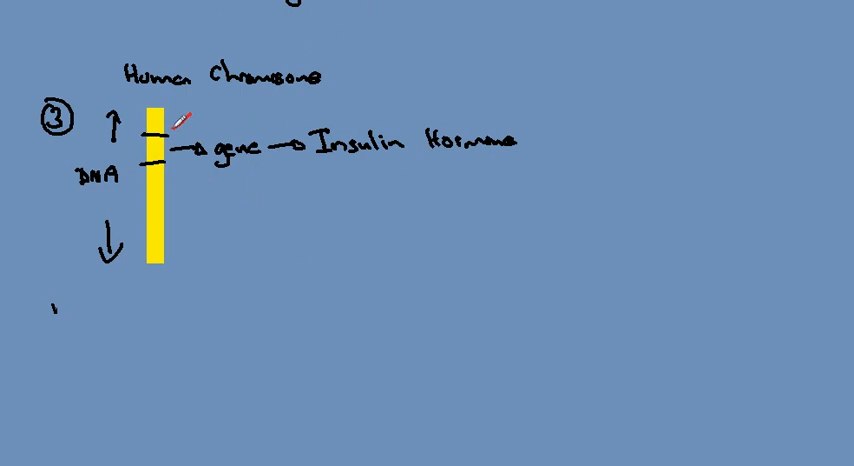 Human Chromosome
③
gene → Insulin Hormone
DNA